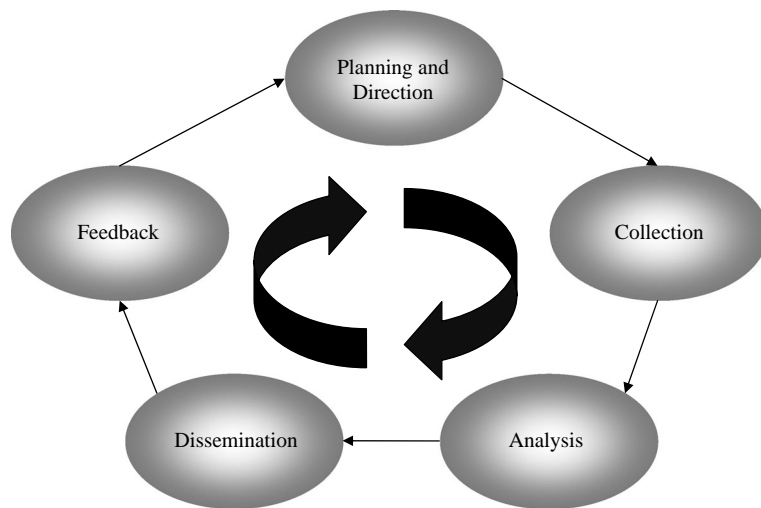 Planning and
Direction
Collection
Analysis
Dissemination
Feedback